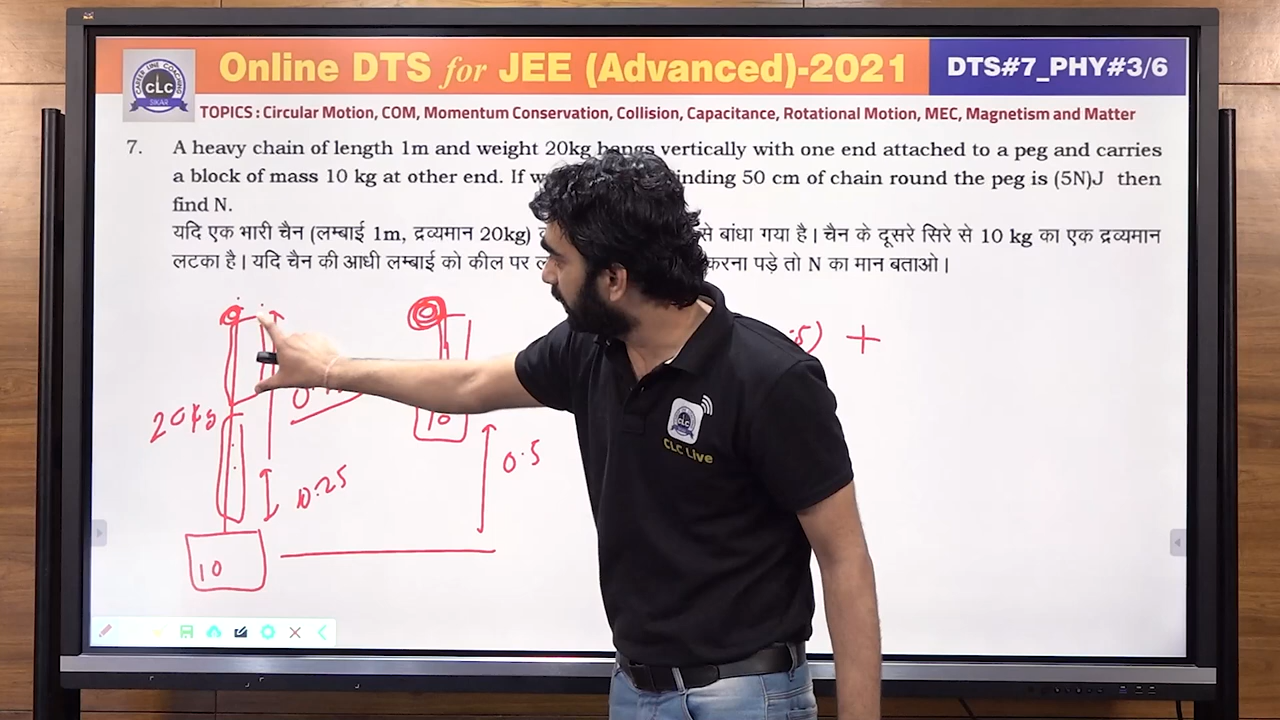 Online DTS for JEE (Advanced)-2021
DTS#7_PHY#3/6
CAREER LINE COACHING
CLC
SIKAR
TOPICS : Circular Motion, COM, Momentum Conservation, Collision, Capacitance, Rotational Motion, MEC, Magnetism and Matter
7. A heavy chain of length 1m and weight 20kg hangs vertically with one end attached to a peg and carries
a block of mass 10 kg at other end. If inding 50 cm of chain round the peg is (5N)J then
find N.
यदि एक भारी चैन (लम्बाई 1m, द्रव्यमान 20kg) से बांधा गया है। चैन के दूसरे सिरे से 10 kg का एक द्रव्यमान
लटका है। यदि चैन की आधी लम्बाई को कील पर करना पड़े तो N का मान बताओ।
) +
20kg
10
0.5
0.25
10
CLC
CLC Live